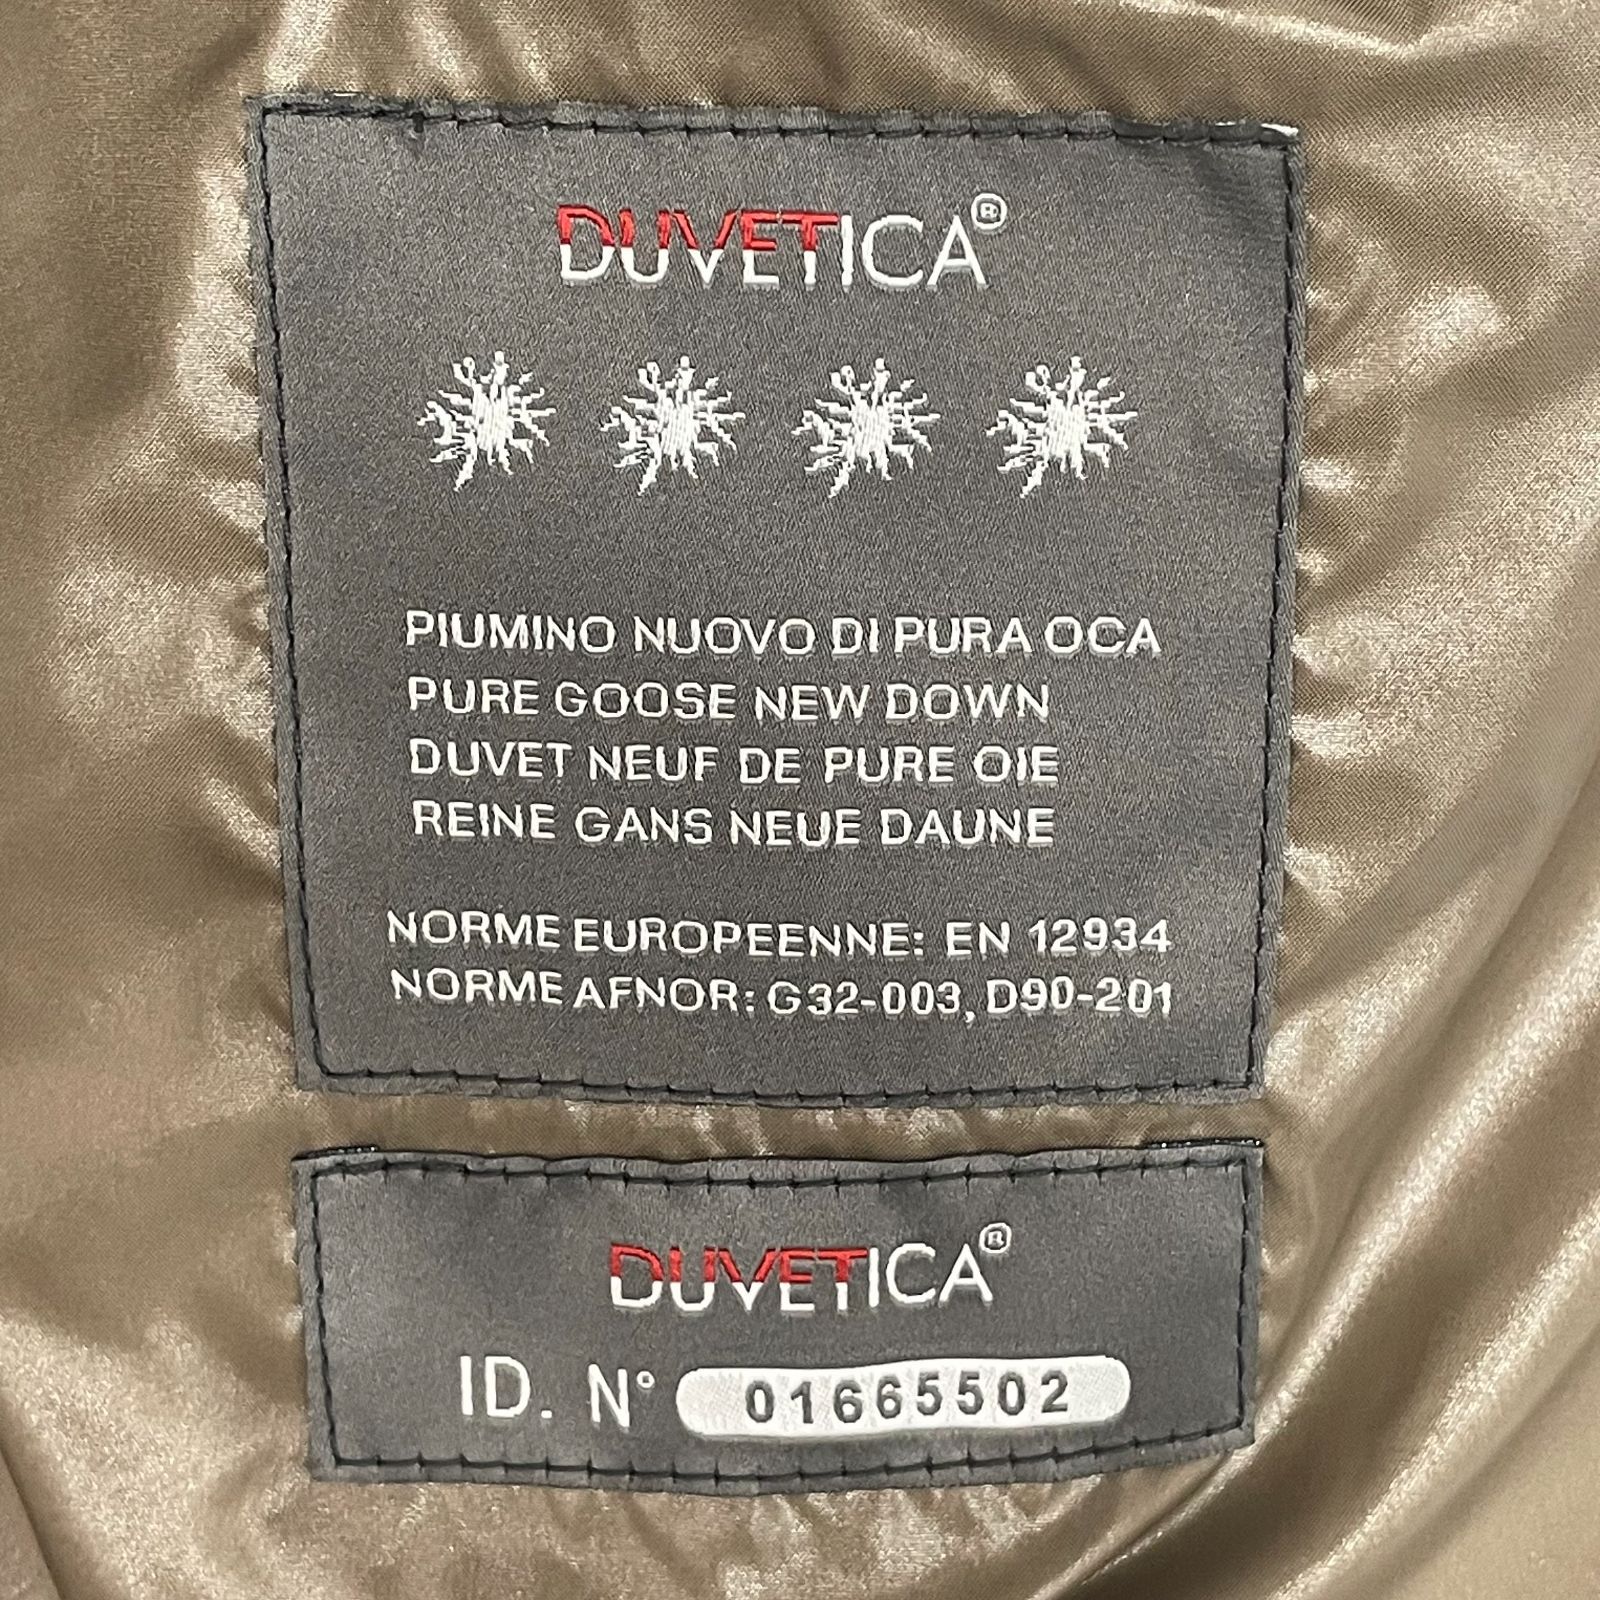 DUVETICA®
PIUMINO NUOVO DI PURA OCA
PURE GOOSE NEW DOWN
DUVET NEUF DE PURE OIE
REINE GANS NEUE DAUNE
NORME EUROPEENNE: EN 12934
NORME AFNOR: G32-003, D90-201
DUVETICA®
ID. N° 01665502